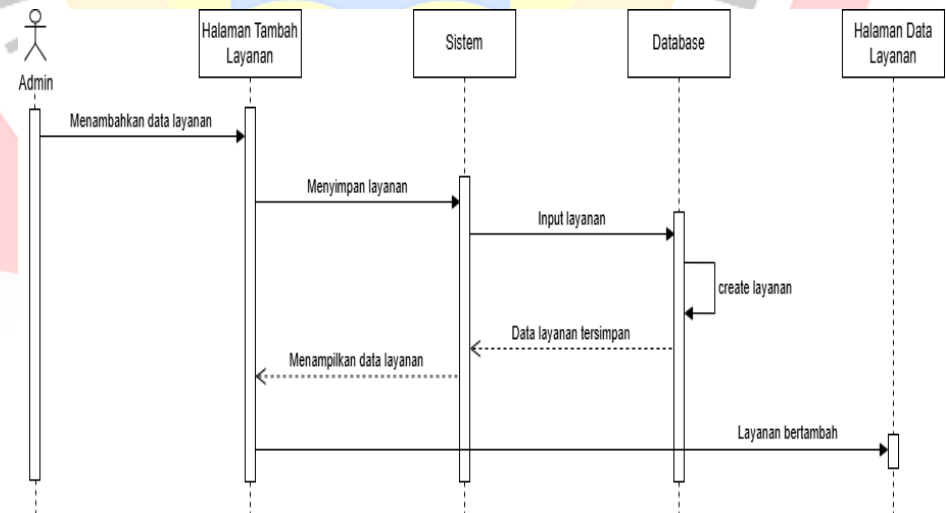 Admin
Halaman Tambah
Layanan
Sistem
Database
Halaman Data
Layanan
Menambahkan data layanan
Menyimpan layanan
Input layanan
create layanan
Data layanan tersimpan
Menampilkan data layanan
Layanan bertambah